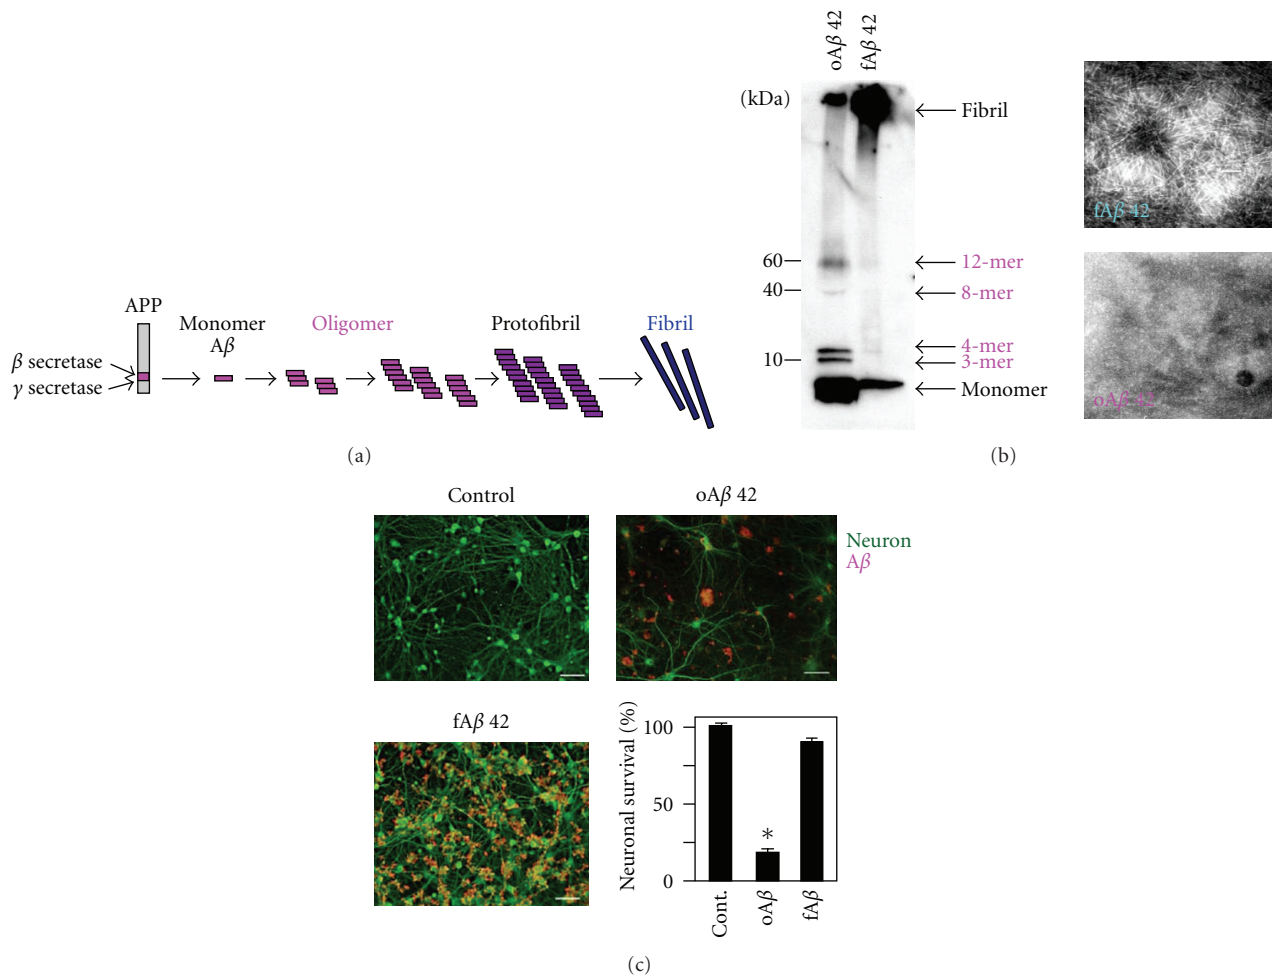 APP
β secretase
γ secretase
Monomer
Aβ
Oligomer
Protofibril
Fibril
(a)
oAβ 42
fAβ 42
(kDa)
60
40
10
Fibril
12-mer
8-mer
4-mer
3-mer
Monomer
fAβ 42
oAβ 42
(b)
Control
oAβ 42
Neuron
Aβ
fAβ 42
Neuronal survival (%)
100
50
0
*
Cont.
oAβ
fAβ
(c)